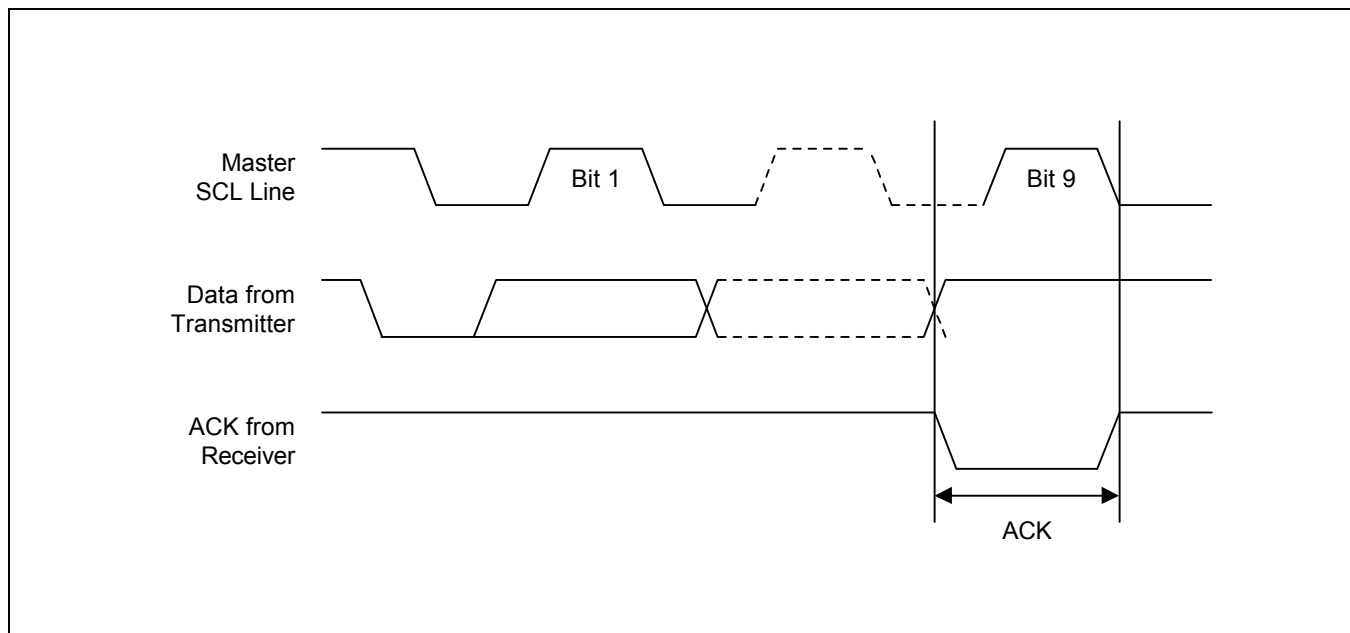 Master
SCL Line
Bit 1
Bit 9
Data from
Transmitter
ACK from
Receiver
ACK